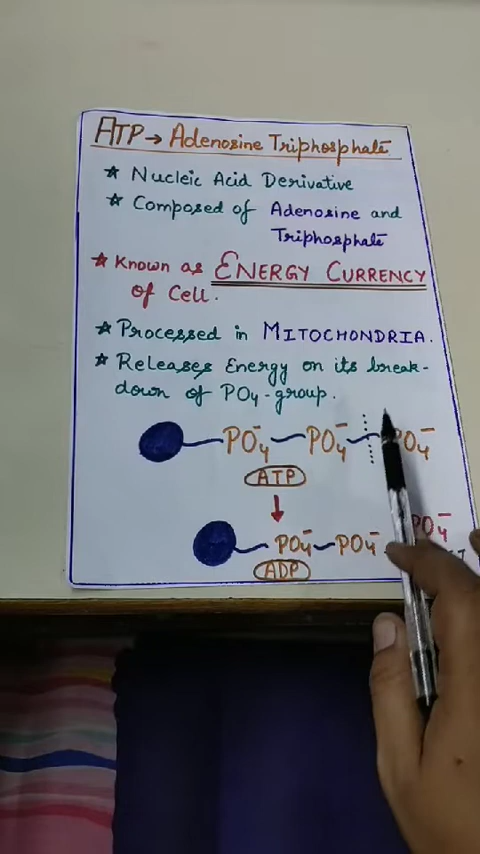 ATP → Adenosine Triphosphate
★ Nucleic Acid Derivative
★ Composed of Adenosine and
Triphosphate
★ Known as ENERGY CURRENCY
of Cell.
★ Processed in MITOCHONDRIA.
★ Releases Energy on its break-
down of PO4-group.
PO4⁻ PO4⁻ PO4⁻
ATP
PO4⁻ PO4⁻ PO4⁻
ADP